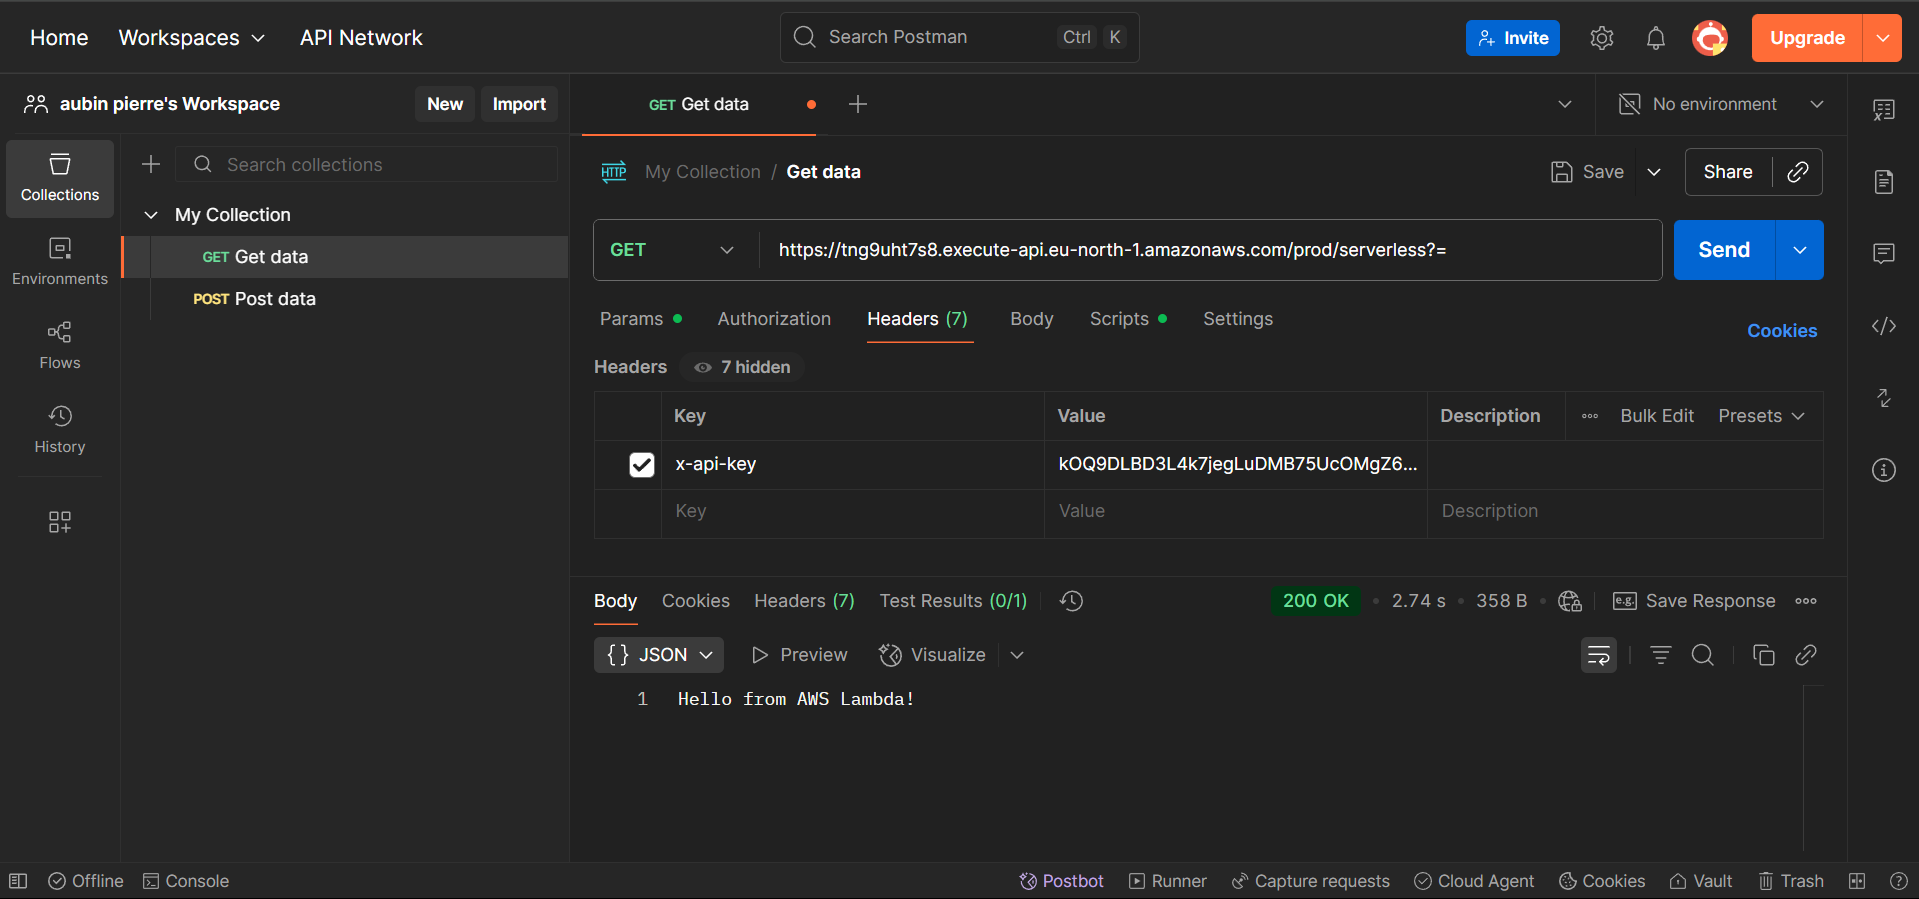 Home Workspaces API Network Search Postman Ctrl K Invite Upgrade
aubin pierre's Workspace New Import
GET Get data
No environment
Collections
Environments
Flows
History
Search collections
My Collection
GET Get data
POST Post data
HTTP My Collection / Get data Save Share
GET https://tng9uht7s8.execute-api.eu-north-1.amazonaws.com/prod/serverless?= Send
Params Authorization Headers (7) Body Scripts Settings Cookies
Headers 7 hidden
Key Value Description Bulk Edit Presets
x-api-key kOQ9DLBD3L4k7jegLuDMB75UcOMgZ6...
Key Value Description
Body Cookies Headers (7) Test Results (0/1) 200 OK 2.74 s 358 B e.g. Save Response
{} JSON Preview Visualize
1 Hello from AWS Lambda!
Offline Console Postbot Runner Capture requests Cloud Agent Cookies Vault Trash